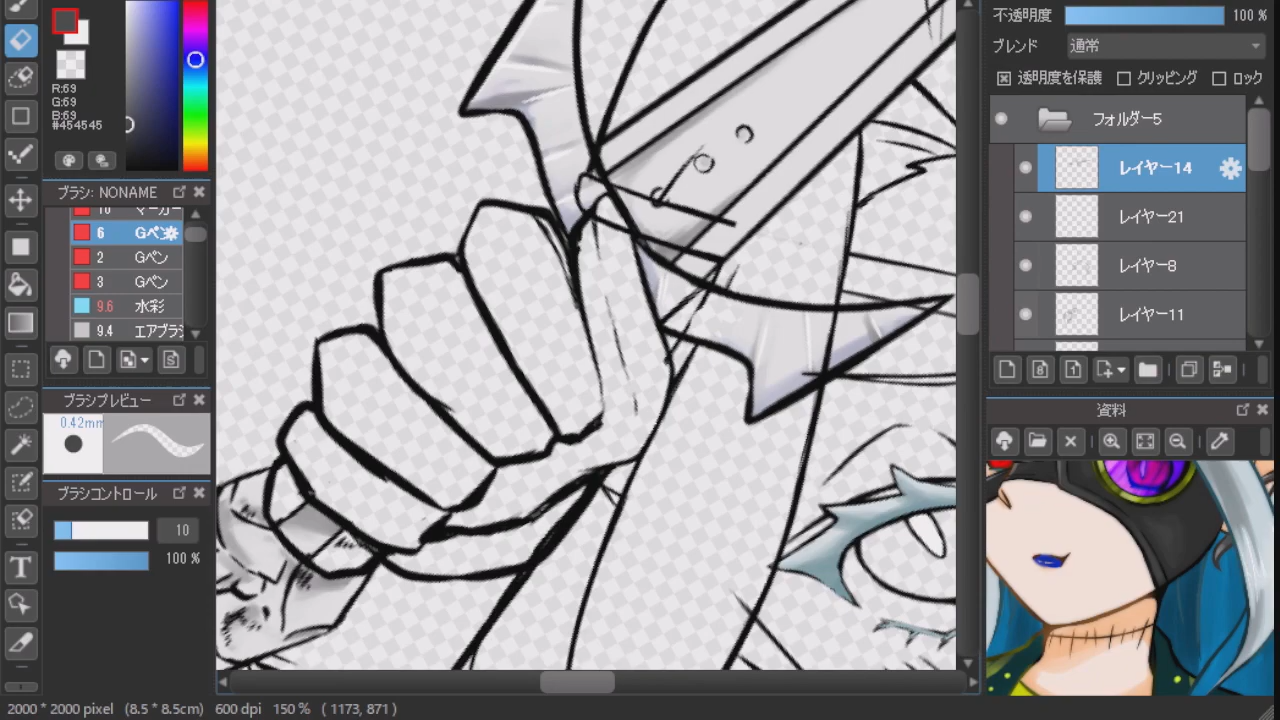 R:69
G:69
B:69
#454545
ブラシ: NONAME
10 マーカー
6 Gペン
2 Gペン
3 Gペン
9.6 水彩
9.4 エアブラシ
ブラシプレビュー
0.42mm
ブラシコントロール
10
100 %
不透明度 100 %
ブレンド 通常
透明度を保護 クリッピング ロック
フォルダー5
レイヤー14
レイヤー21
レイヤー8
レイヤー11
資料
2000 * 2000 pixel (8.5 * 8.5cm) 600 dpi 150 % ( 1173, 871 )